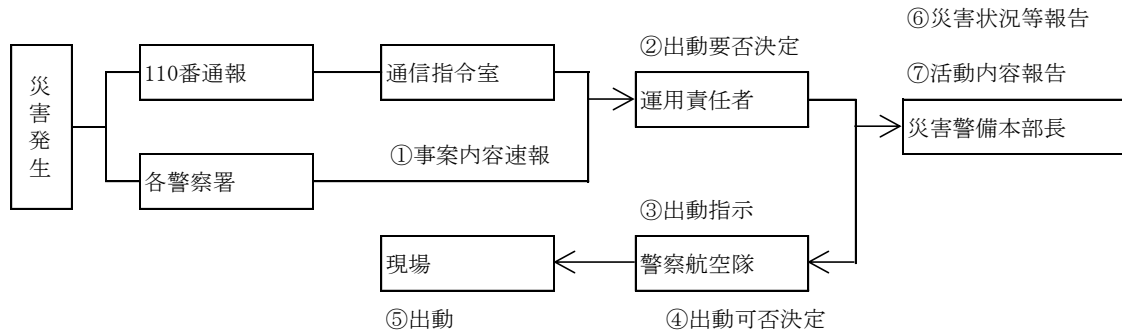 ⑥災害状況等報告
②出動要否決定
⑦活動内容報告
災害発生
110番通報
通信指令室
運用責任者
災害警備本部長
①事案内容速報
各警察署
③出動指示
現場
警察航空隊
⑤出動
④出動可否決定